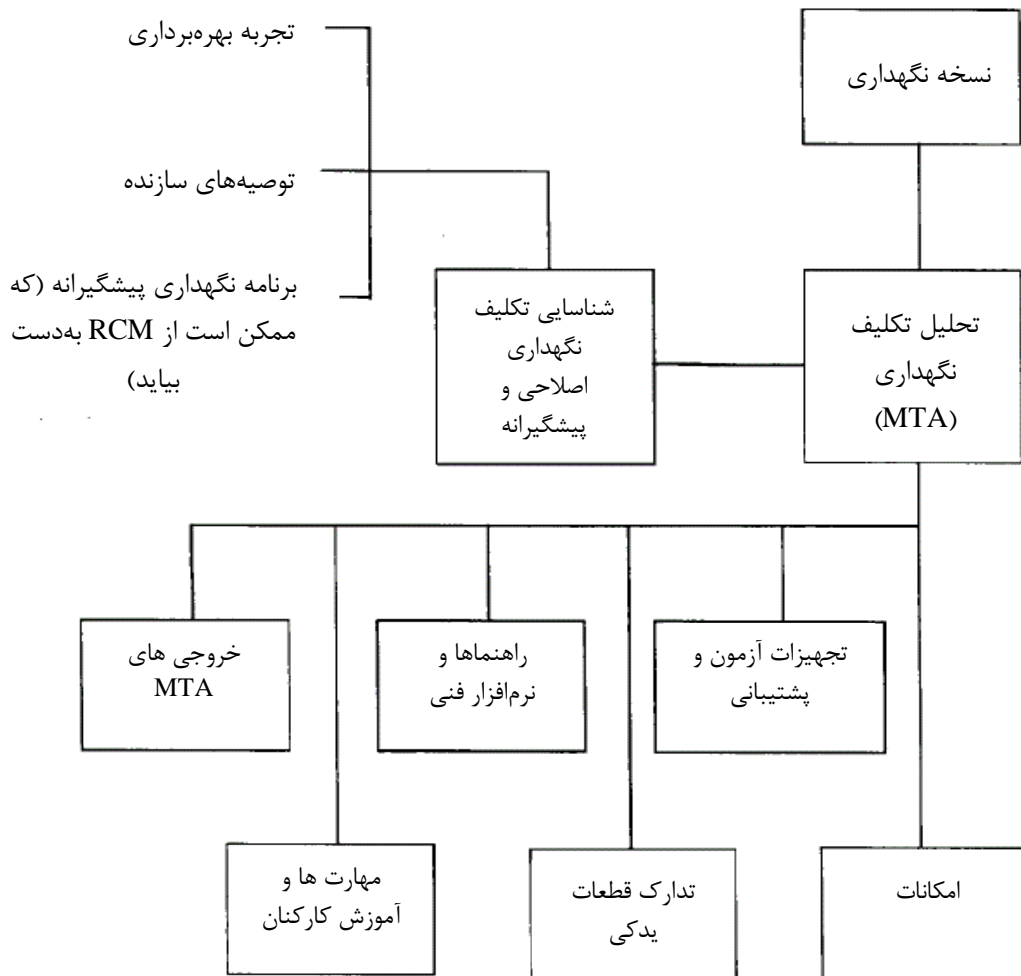 تجربه بهره‌برداری
نسخه نگهداری
توصیه‌های سازنده
برنامه نگهداری پیشگیرانه (که
ممکن است از RCM به‌دست
بیاید)
شناسایی تکلیف
نگهداری
اصلاحی و
پیشگیرانه
تحلیل تکلیف
نگهداری
(MTA)
تجهیزات آزمون و
پشتیبانی
راهنماها و
نرم‌افزار فنی
خروجی های
MTA
امکانات
تدارک قطعات
یدکی
مهارت ها و
آموزش کارکنان